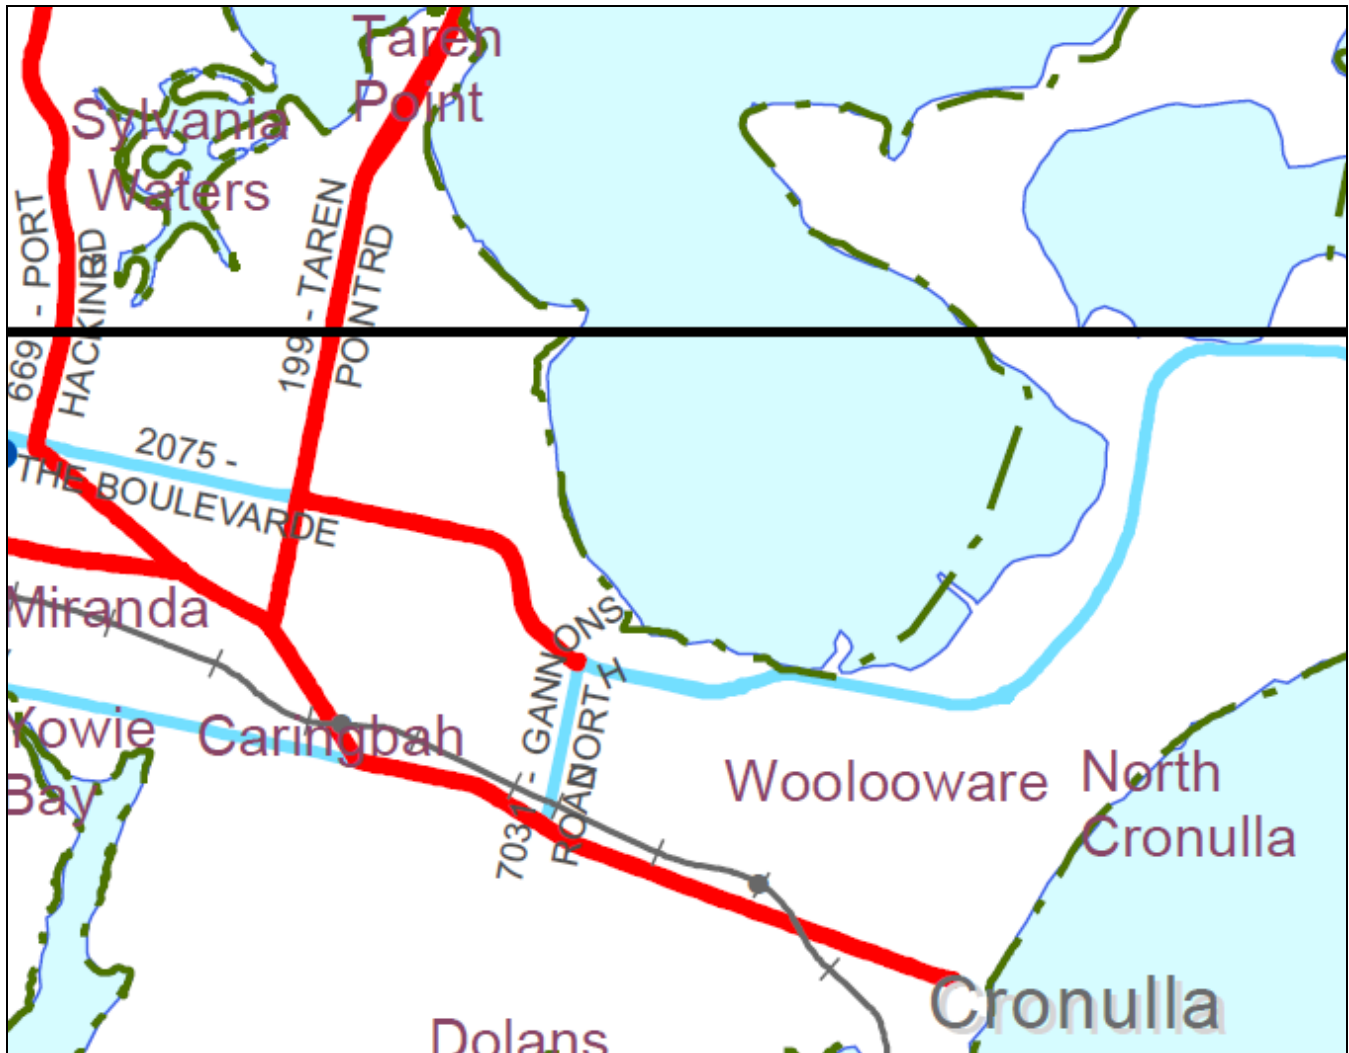 Taren
Point
Sylvania
Waters
669 - PORT
HACKING
RD
199 - TAREN
POINT RD
2075 -
THE BOULEVARDE
Miranda
7031 - GANNONS
ROAD NORTH
Yowie
Bay
Caringbah
Woolooware
North
Cronulla
Cronulla
Dolans